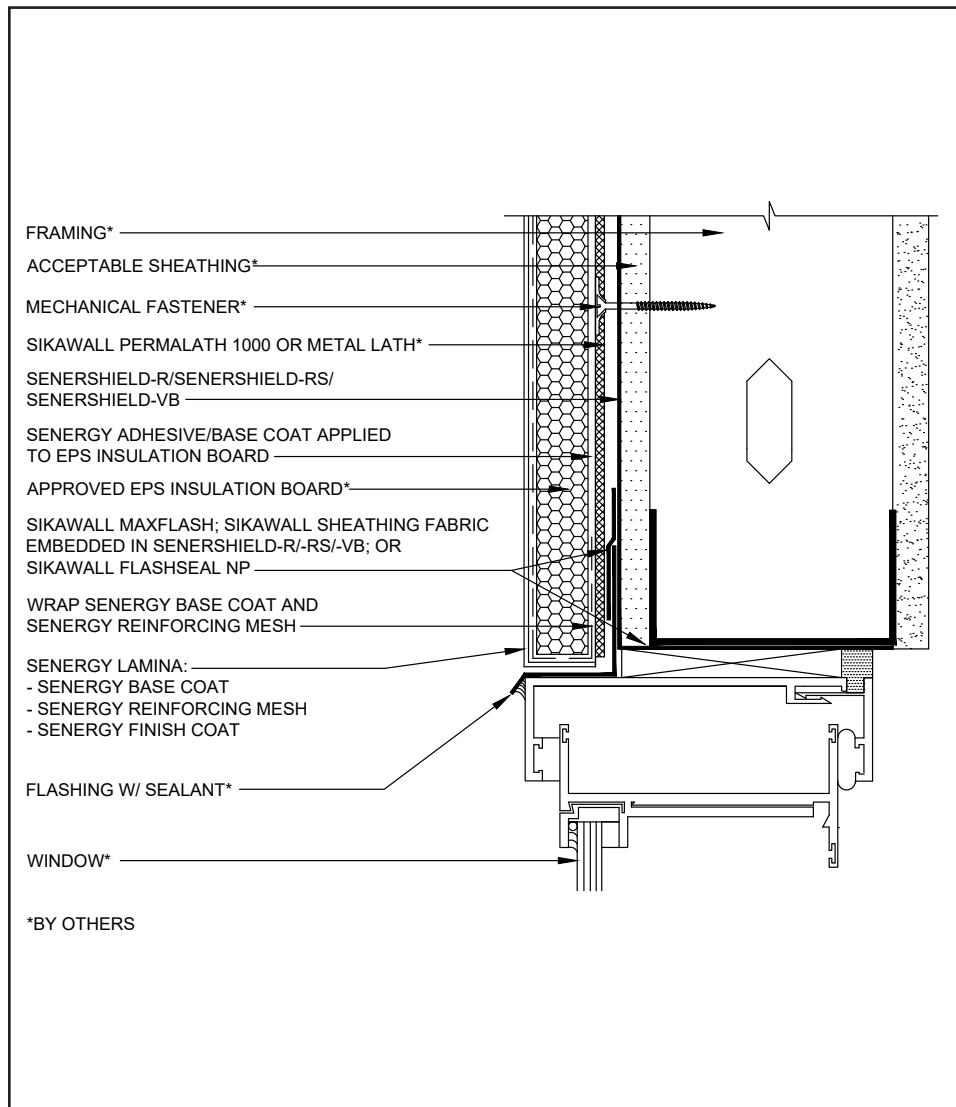 FRAMING*
ACCEPTABLE SHEATHING*
MECHANICAL FASTENER*
SIKAWALL PERMALATH 1000 OR METAL LATH*
SENERSHIELD-R/SENERSHIELD-RS/
SENERSHIELD-VB
SENERGY ADHESIVE/BASE COAT APPLIED
TO EPS INSULATION BOARD
APPROVED EPS INSULATION BOARD*
SIKAWALL MAXFLASH; SIKAWALL SHEATHING FABRIC
EMBEDDED IN SENERSHIELD-R/-RS/-VB; OR
SIKAWALL FLASHSEAL NP
WRAP SENERGY BASE COAT AND
SENERGY REINFORCING MESH
SENERGY LAMINA:
- SENERGY BASE COAT
- SENERGY REINFORCING MESH
- SENERGY FINISH COAT
FLASHING W/ SEALANT*
WINDOW*
*BY OTHERS